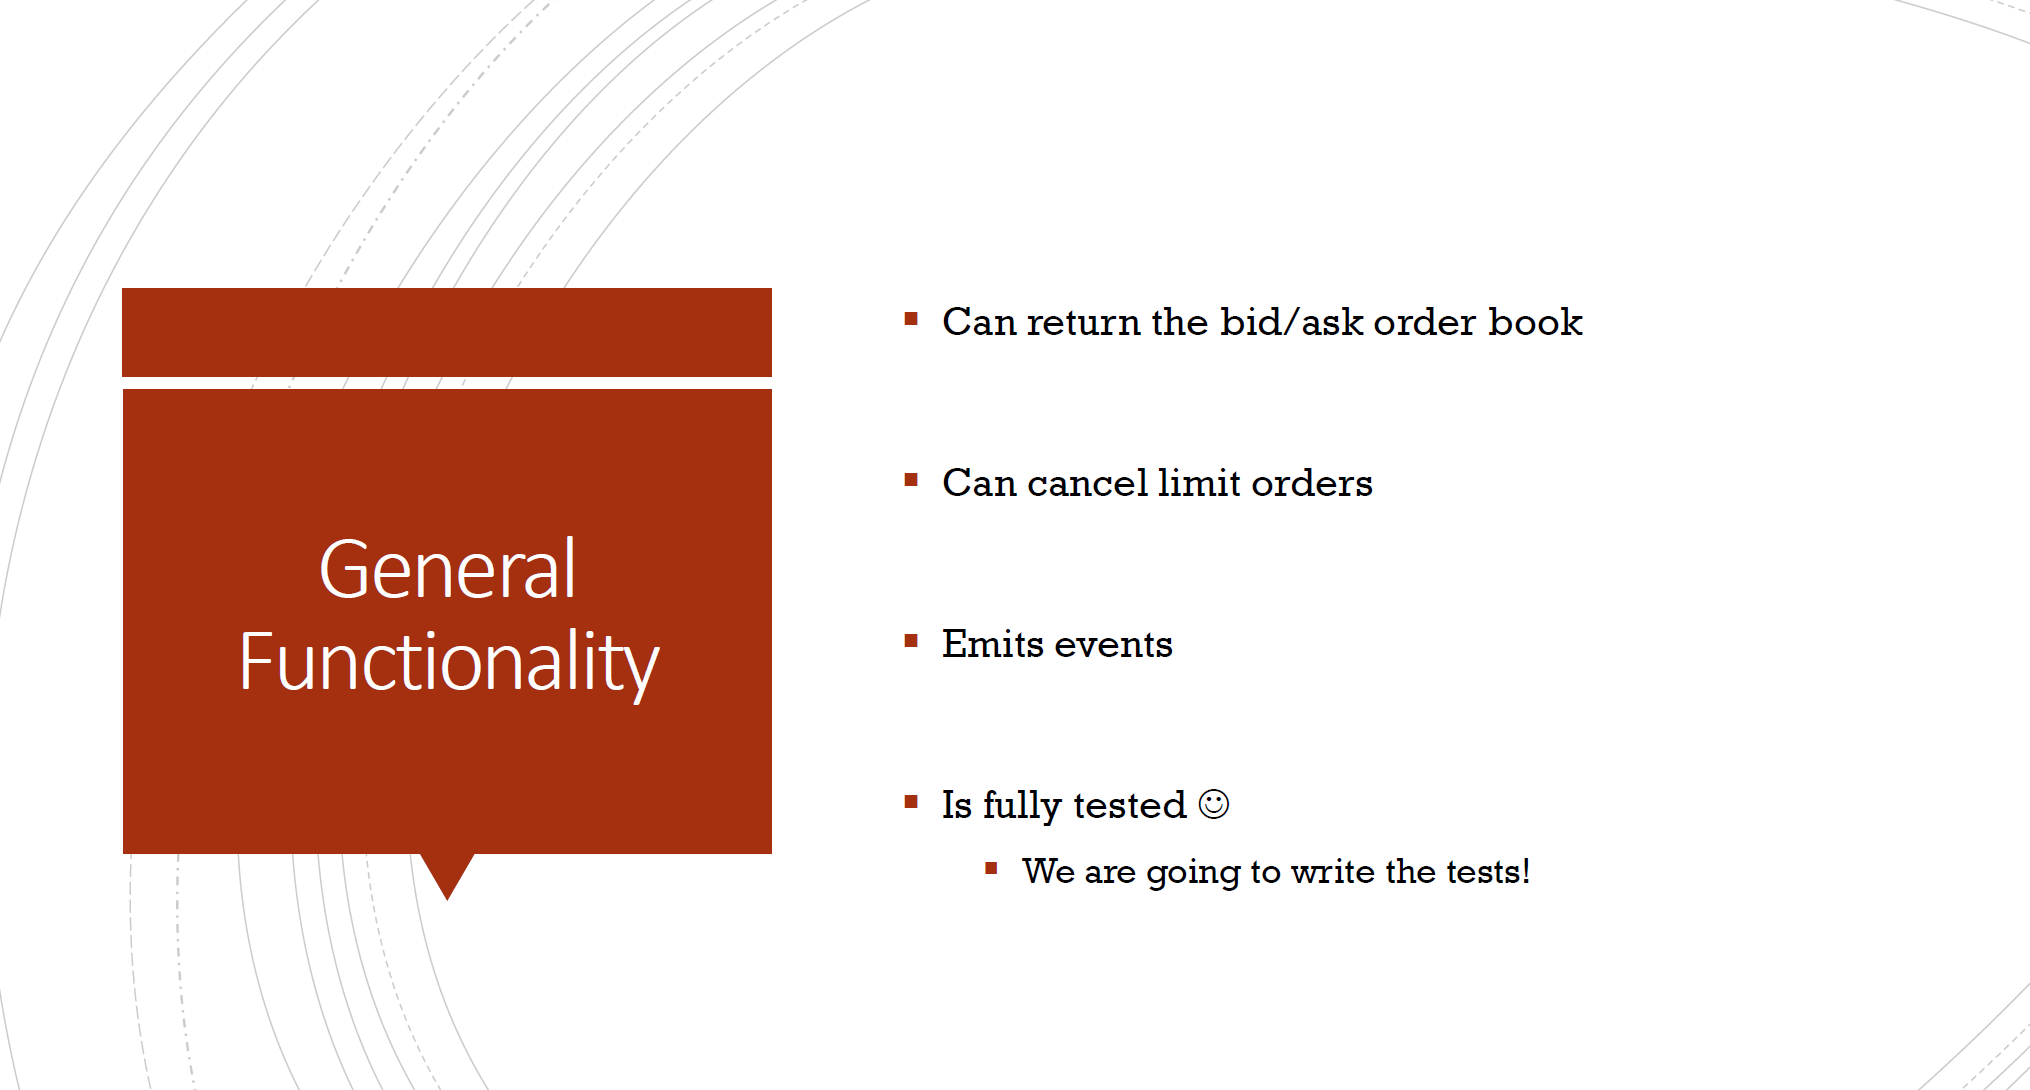 General
Functionality
▪ Can return the bid/ask order book
▪ Can cancel limit orders
▪ Emits events
▪ Is fully tested ☺
▪ We are going to write the tests!